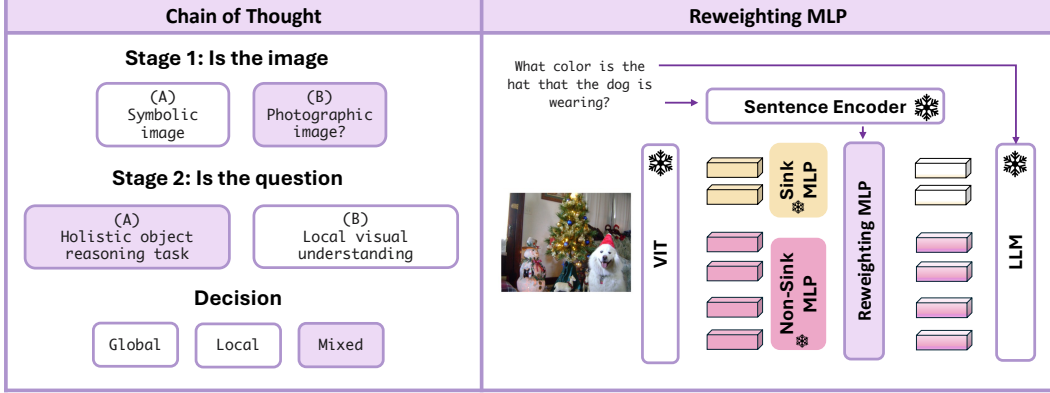 Chain of Thought
Stage 1: Is the image
(A)
Symbolic
image
(B)
Photographic
image?
Stage 2: Is the question
(A)
Holistic object
reasoning task
(B)
Local visual
understanding
Decision
Global
Local
Mixed
Reweighting MLP
What color is the
hat that the dog is
wearing?
Sentence Encoder
VIT
Sink
MLP
Non-Sink
MLP
Reweighting MLP
LLM